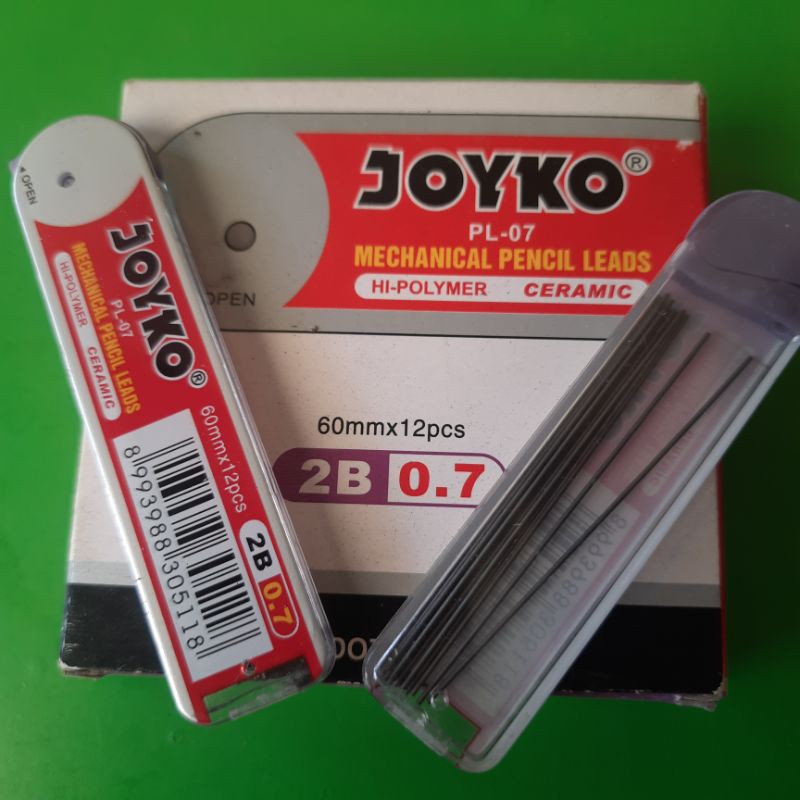 JOYKO®
PL-07
MECHANICAL PENCIL LEADS
HI-POLYMER CERAMIC
OPEN
60mmx12pcs
2B 0.7
OPEN
JOYKO®
PL-07
MECHANICAL PENCIL LEADS
HI-POLYMER CERAMIC
60mmx12pcs
2B 0.7
8 993988 305118